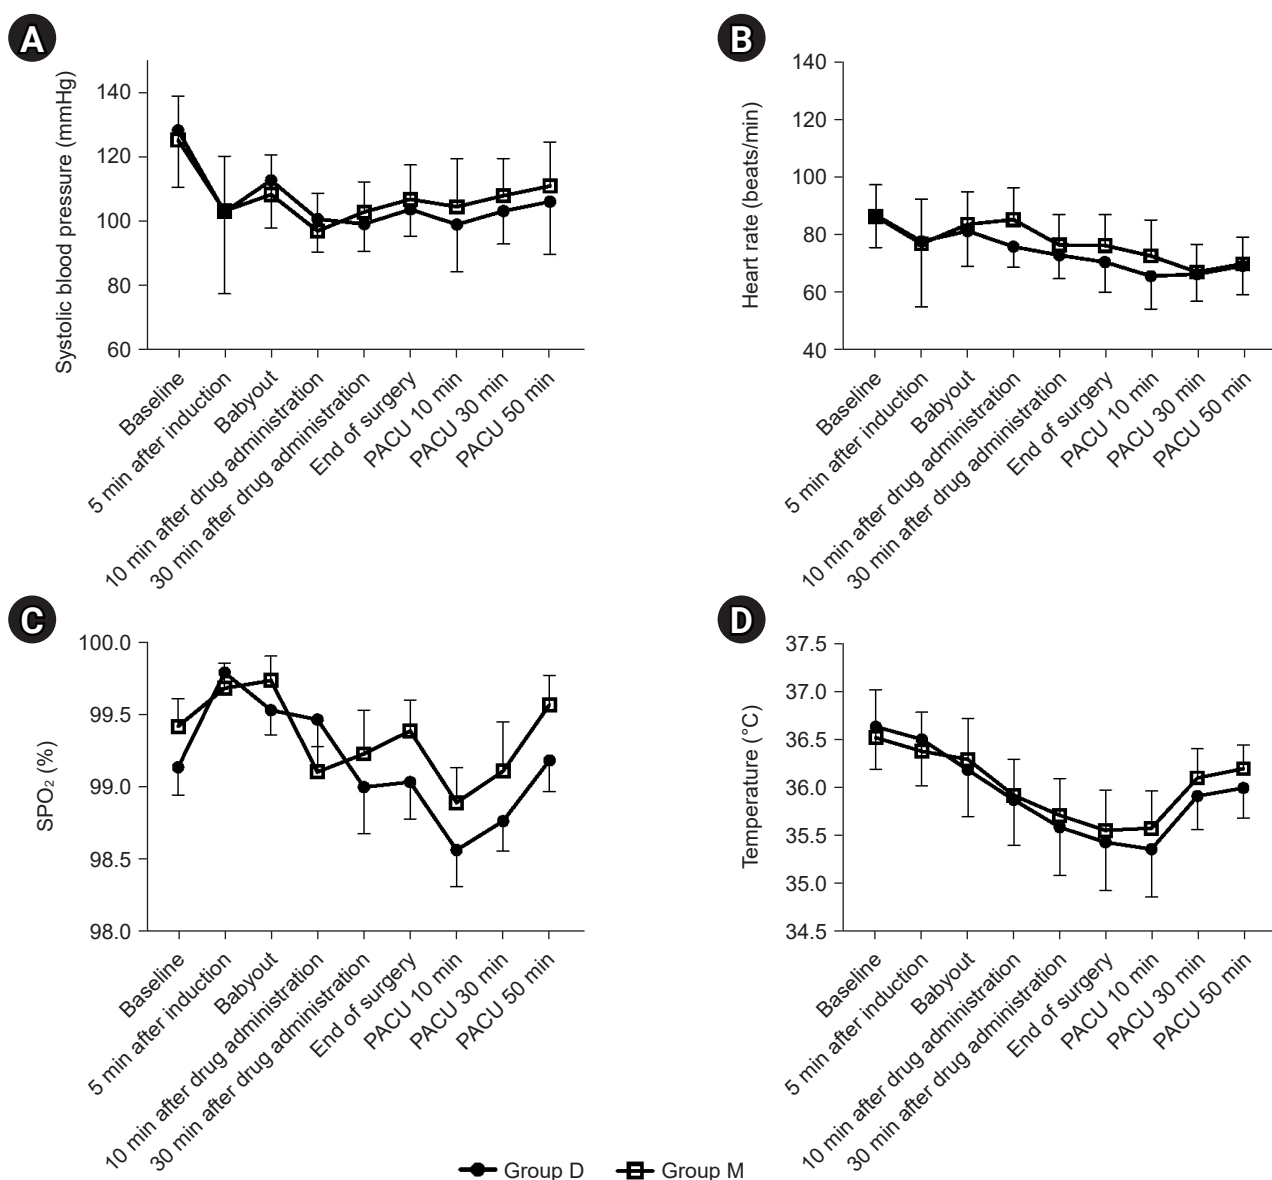 A
Systolic blood pressure (mmHg)
140
120
100
80
60
Baseline
5 min after induction
Babyout
10 min after drug administration
30 min after drug administration
End of surgery
PACU 10 min
PACU 30 min
PACU 50 min
B
Heart rate (beats/min)
140
120
100
80
60
40
Baseline
5 min after induction
Babyout
10 min after drug administration
30 min after drug administration
End of surgery
PACU 10 min
PACU 30 min
PACU 50 min
C
SPO₂ (%)
100.0
99.5
99.0
98.5
98.0
Baseline
5 min after induction
Babyout
10 min after drug administration
30 min after drug administration
End of surgery
PACU 10 min
PACU 30 min
PACU 50 min
D
Temperature (°C)
37.5
37.0
36.5
36.0
35.5
35.0
34.5
Baseline
5 min after induction
Babyout
10 min after drug administration
30 min after drug administration
End of surgery
PACU 10 min
PACU 30 min
PACU 50 min
Group D Group M